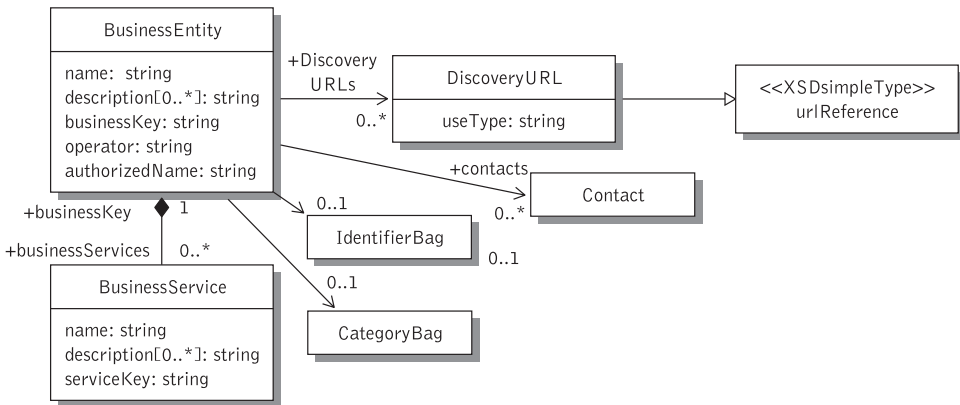 BusinessEntity
name: string
description[0..*]: string
businessKey: string
operator: string
authorizedName: string
+Discovery
URLs
0..*
DiscoveryURL
useType: string
<<XSDsimpleType>>
urlReference
+contacts
0..*
Contact
0..1
IdentifierBag
0..1
+businessKey
1
+businessServices
0..*
0..1
CategoryBag
BusinessService
name: string
description[0..*]: string
serviceKey: string